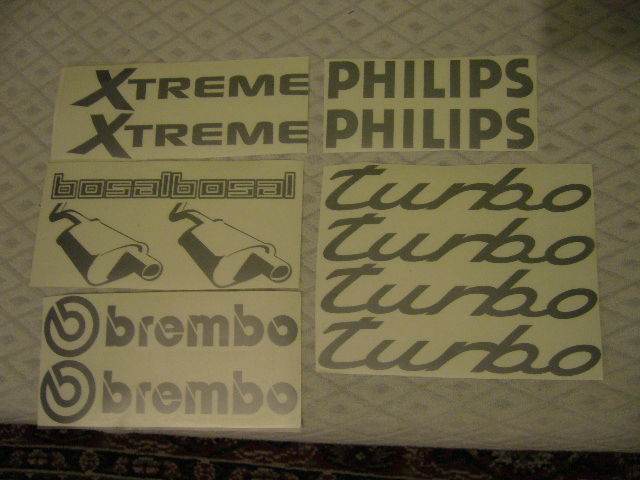 XTREME
XTREME
PHILIPS
PHILIPS
bosalbosal
turbo
turbo
turbo
turbo
brembo
brembo